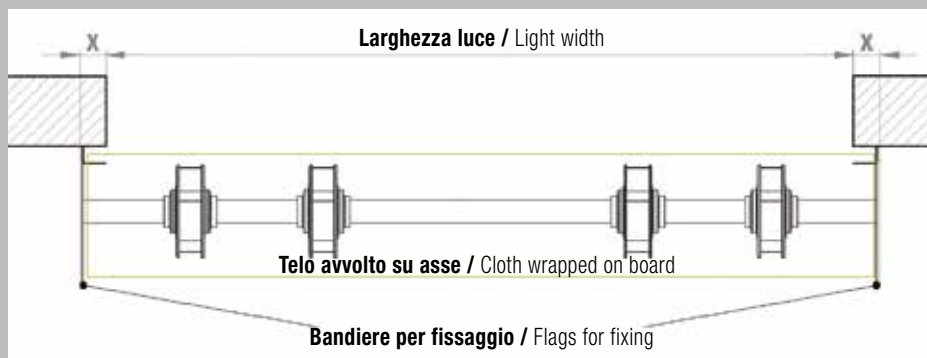 X Larghezza luce / Light width X
Telo avvolto su asse / Cloth wrapped on board
Bandiere per fissaggio / Flags for fixing